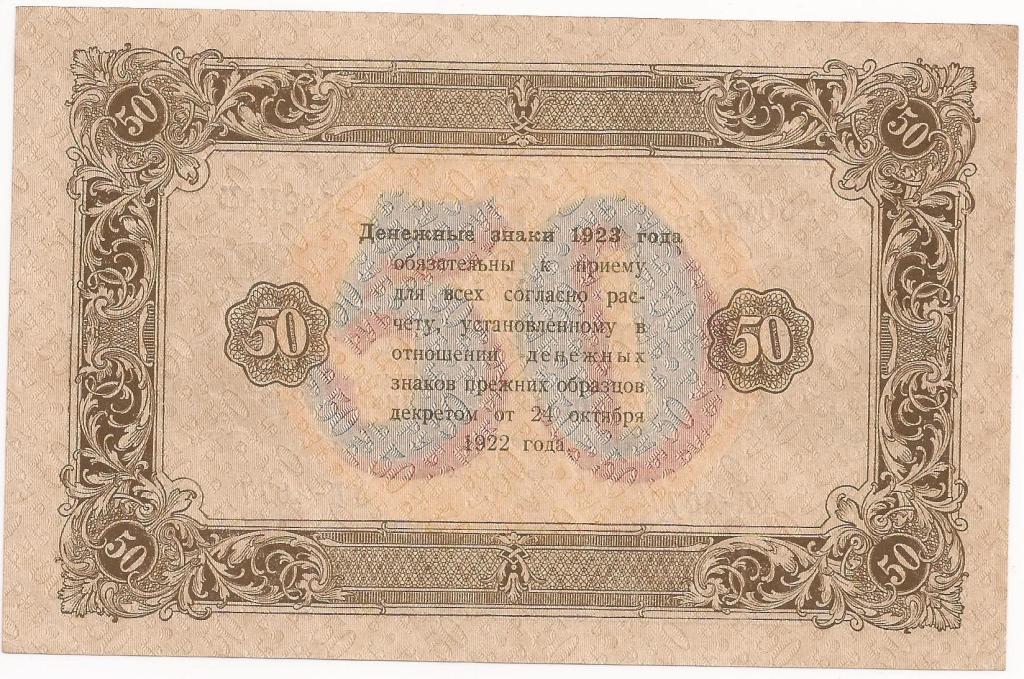 50
50
Денежные знаки 1923 года
обязательны к приему
для всех согласно рас-
чету, установленному в
отношении денежных
знаков прежних образцов
декретом от 24 октября
1922 года.
50
50
50
50
50